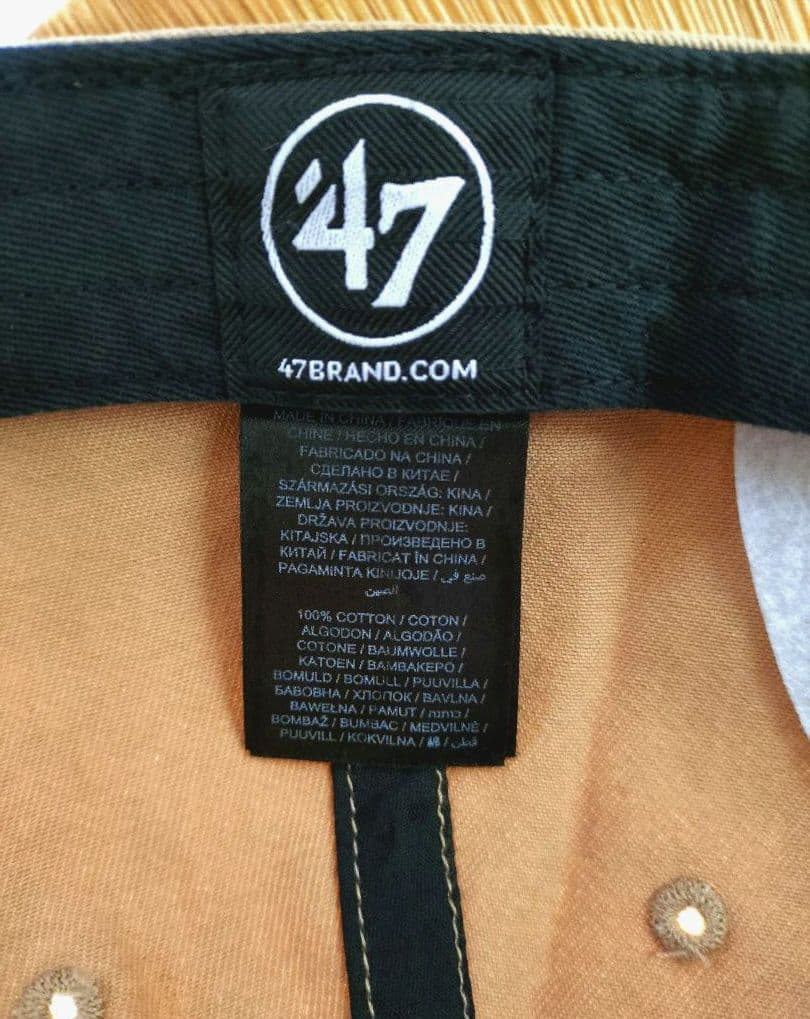 '47
47BRAND.COM
MADE IN CHINA / FABRIQUÉ EN
CHINE / HECHO EN CHINA /
FABRICADO NA CHINA /
СДЕЛАНО В КИТАЕ /
SZÁRMAZÁSI ORSZÁG: KINA /
ZEMLJA PROIZVODNJE: KINA /
DRŽAVA PROIZVODNJE:
KITAJSKA / ПРОИЗВЕДЕНО В
КИТАЙ / FABRICAT ÎN CHINA /
PAGAMINTA KINIJOJE / صنع في
الصين
100% COTTON / COTON /
ALGODON / ALGODÃO /
COTONE / BAUMWOLLE /
KATOEN / ΒΑΜΒΑΚΕΡΟ /
BOMULD / BOMULL / PUUVILLA /
БАВОВНА / ХЛОПОК / BAVLNA /
BAWEŁNA / PAMUT / כותנה /
BOMBAŽ / BUMBAC / MEDVILNĖ /
PUUVILL / KOKVILNA / 棉 / قطن